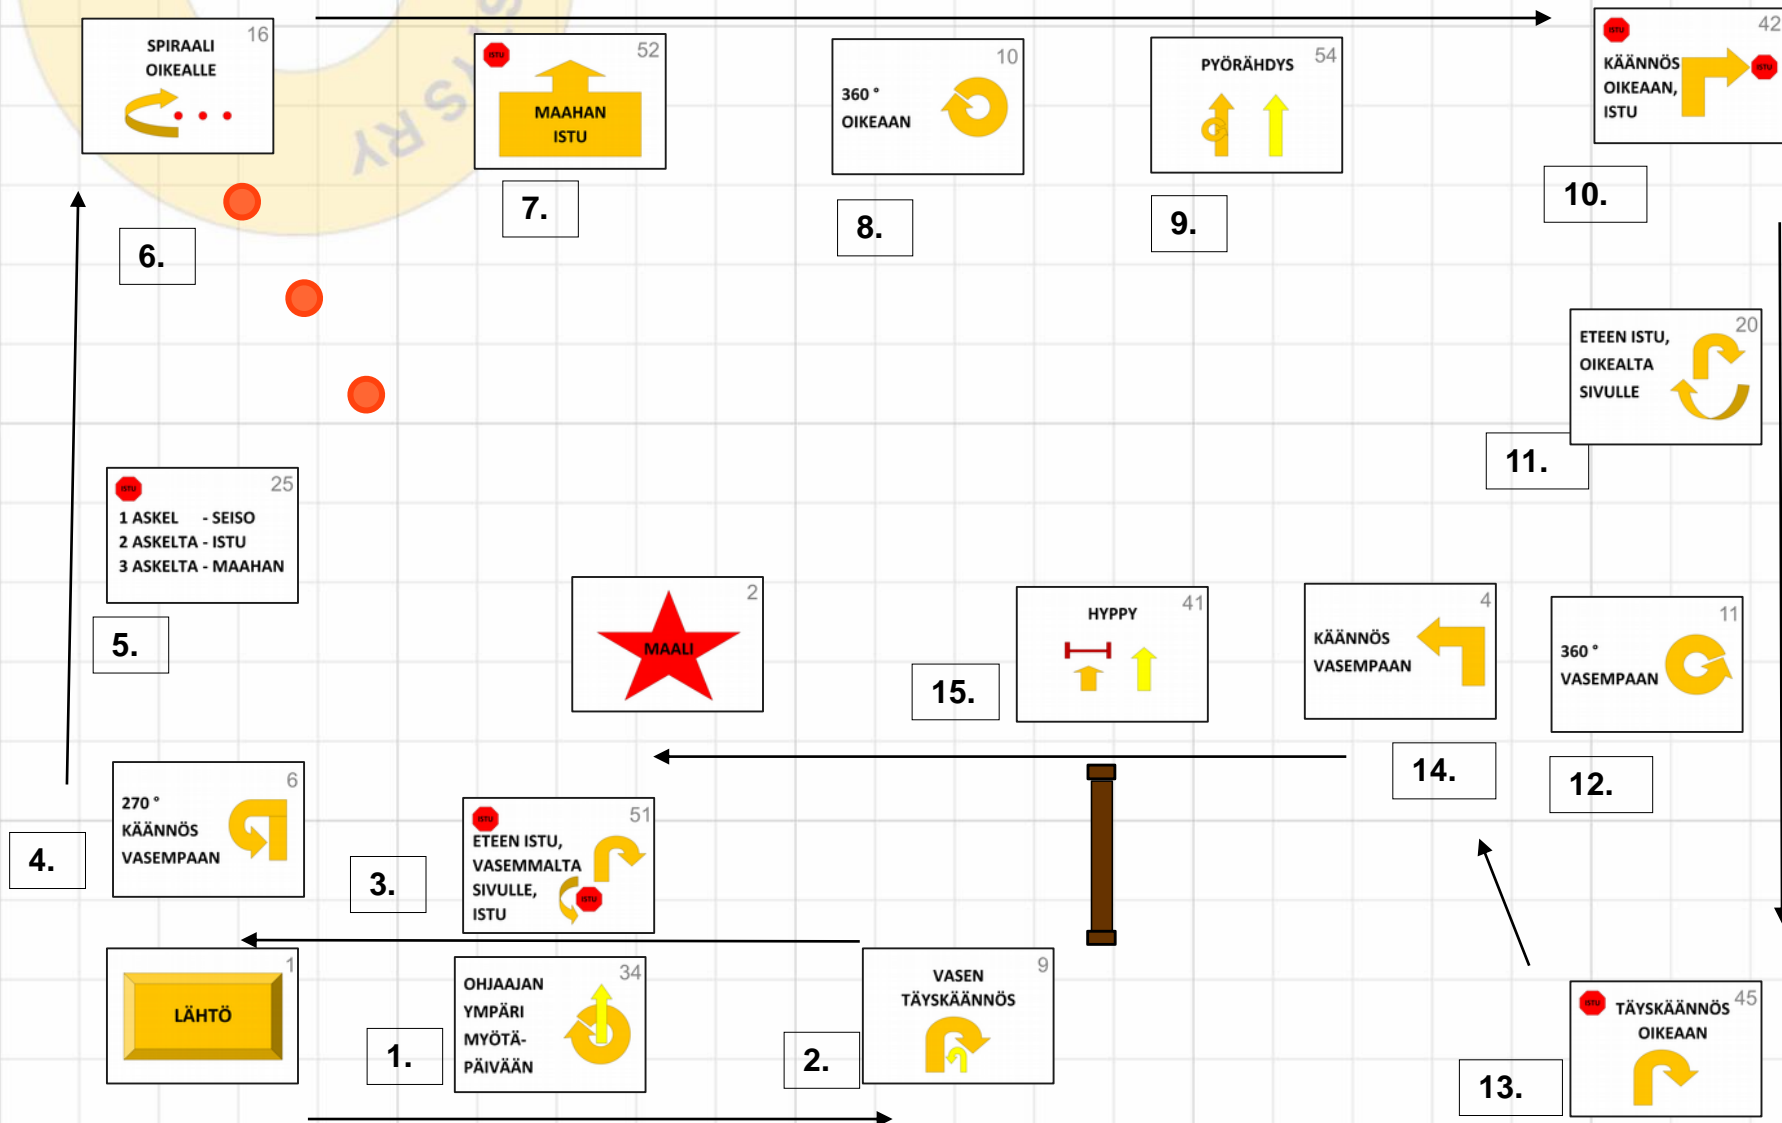 16
SPIRAALI
OIKEALLE
6.
YS RY
ISTU
52
MAAHAN
ISTU
7.
10
360 °
OIKEAAN
8.
54
PYÖRÄHDYS
9.
ISTU
42
KÄÄNNÖS
OIKEAAN,
ISTU
ISTU
10.
20
ETEEN ISTU,
OIKEALTA
SIVULLE
11.
ISTU
25
1 ASKEL - SEISO
2 ASKELTA - ISTU
3 ASKELTA - MAAHAN
5.
2
MAALI
41
HYPPY
15.
4
KÄÄNNÖS
VASEMPAAN
14.
11
360 °
VASEMPAAN
12.
6
270 °
KÄÄNNÖS
VASEMPAAN
4.
ISTU
51
ETEEN ISTU,
VASEMMALTA
SIVULLE,
ISTU
ISTU
3.
1
LÄHTÖ
34
OHJAAJAN
YMPÄRI
MYÖTÄ-
PÄIVÄÄN
1.
9
VASEN
TÄYSKÄÄNNÖS
2.
ISTU
45
TÄYSKÄÄNNÖS
OIKEAAN
13.